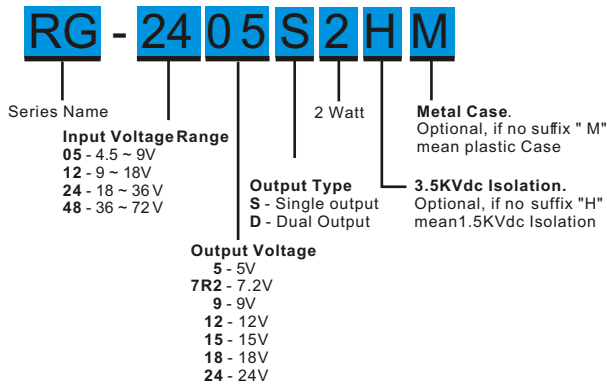 RG - 24 05 S 2 H M
Series Name
Input Voltage Range
05 - 4.5 ~ 9V
12 - 9 ~ 18V
24 - 18 ~ 36 V
48 - 36 ~ 72 V
Output Voltage
5 - 5V
7R2 - 7.2V
9 - 9V
12 - 12V
15 - 15V
18 - 18V
24 - 24V
Output Type
S - Single output
D - Dual Output
2 Watt
3.5KVdc Isolation.
Optional, if no suffix "H"
mean1.5KVdc Isolation
Metal Case.
Optional, if no suffix " M"
mean plastic Case